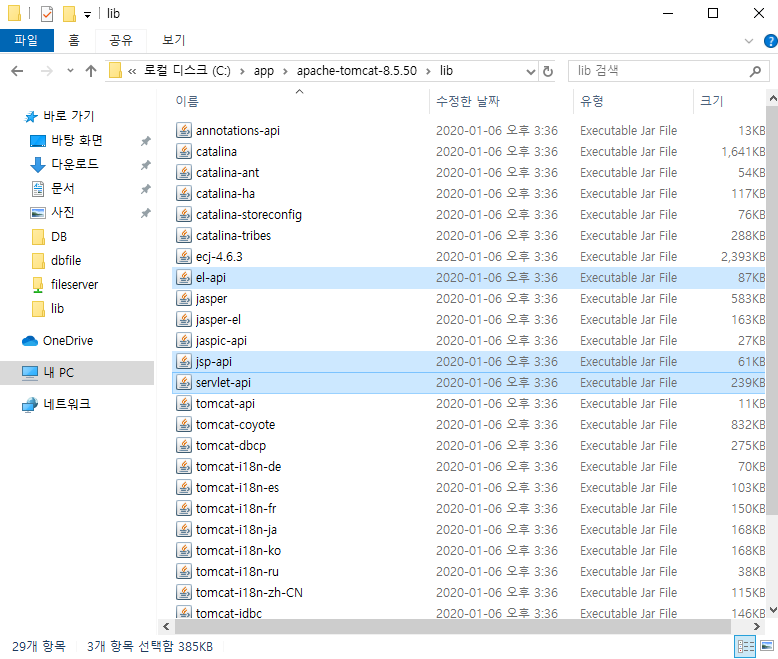 lib
파일 홈 공유 보기
« 로컬 디스크 (C:) › app › apache-tomcat-8.5.50 › lib
lib 검색
바로 가기
바탕 화면
다운로드
문서
사진
DB
dbfile
fileserver
lib
OneDrive
내 PC
네트워크
이름 수정한 날짜 유형 크기
annotations-api 2020-01-06 오후 3:36 Executable Jar File 13KB
catalina 2020-01-06 오후 3:36 Executable Jar File 1,641KB
catalina-ant 2020-01-06 오후 3:36 Executable Jar File 54KB
catalina-ha 2020-01-06 오후 3:36 Executable Jar File 117KB
catalina-storeconfig 2020-01-06 오후 3:36 Executable Jar File 76KB
catalina-tribes 2020-01-06 오후 3:36 Executable Jar File 288KB
ecj-4.6.3 2020-01-06 오후 3:36 Executable Jar File 2,393KB
el-api 2020-01-06 오후 3:36 Executable Jar File 87KB
jasper 2020-01-06 오후 3:36 Executable Jar File 583KB
jasper-el 2020-01-06 오후 3:36 Executable Jar File 163KB
jaspic-api 2020-01-06 오후 3:36 Executable Jar File 27KB
jsp-api 2020-01-06 오후 3:36 Executable Jar File 61KB
servlet-api 2020-01-06 오후 3:36 Executable Jar File 239KB
tomcat-api 2020-01-06 오후 3:36 Executable Jar File 11KB
tomcat-coyote 2020-01-06 오후 3:36 Executable Jar File 832KB
tomcat-dbcp 2020-01-06 오후 3:36 Executable Jar File 275KB
tomcat-i18n-de 2020-01-06 오후 3:36 Executable Jar File 70KB
tomcat-i18n-es 2020-01-06 오후 3:36 Executable Jar File 103KB
tomcat-i18n-fr 2020-01-06 오후 3:36 Executable Jar File 150KB
tomcat-i18n-ja 2020-01-06 오후 3:36 Executable Jar File 168KB
tomcat-i18n-ko 2020-01-06 오후 3:36 Executable Jar File 168KB
tomcat-i18n-ru 2020-01-06 오후 3:36 Executable Jar File 38KB
tomcat-i18n-zh-CN 2020-01-06 오후 3:36 Executable Jar File 115KB
tomcat-jdbc 2020-01-06 오후 3:36 Executable Jar File 146KB
29개 항목 3개 항목 선택함 385KB